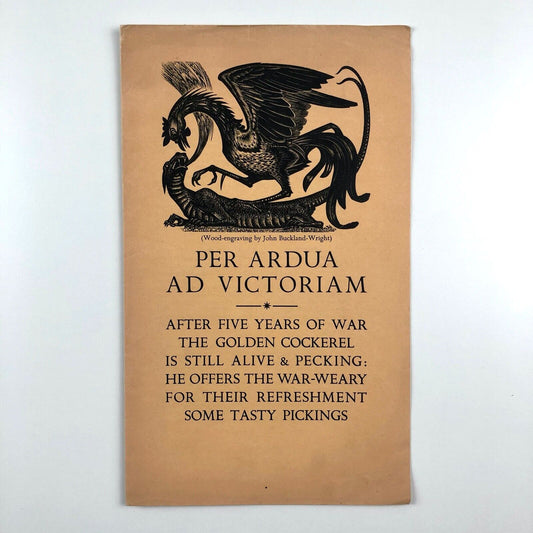 (Wood-engraving by John Buckland-Wright)
PER ARDUA
AD VICTORIAM
AFTER FIVE YEARS OF WAR
THE GOLDEN COCKEREL
IS STILL ALIVE & PECKING:
HE OFFERS THE WAR-WEARY
FOR THEIR REFRESHMENT
SOME TASTY PICKINGS